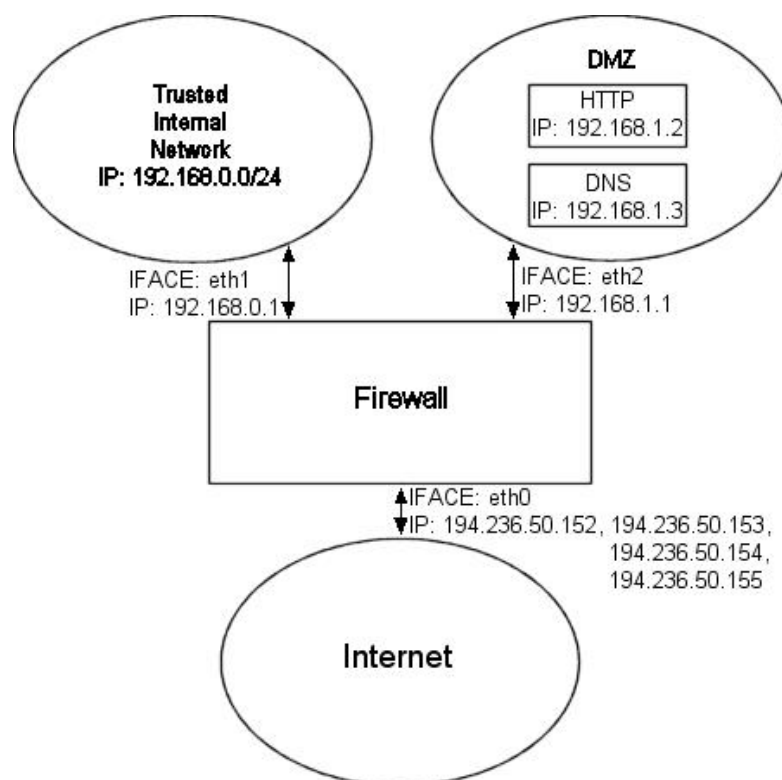 Trusted
Internal
Network
IP: 192.168.0.0/24
DMZ
HTTP
IP: 192.168.1.2
DNS
IP: 192.168.1.3
IFACE: eth1
IP: 192.168.0.1
IFACE: eth2
IP: 192.168.1.1
Firewall
IFACE: eth0
IP: 194.236.50.152, 194.236.50.153,
194.236.50.154,
194.236.50.155
Internet